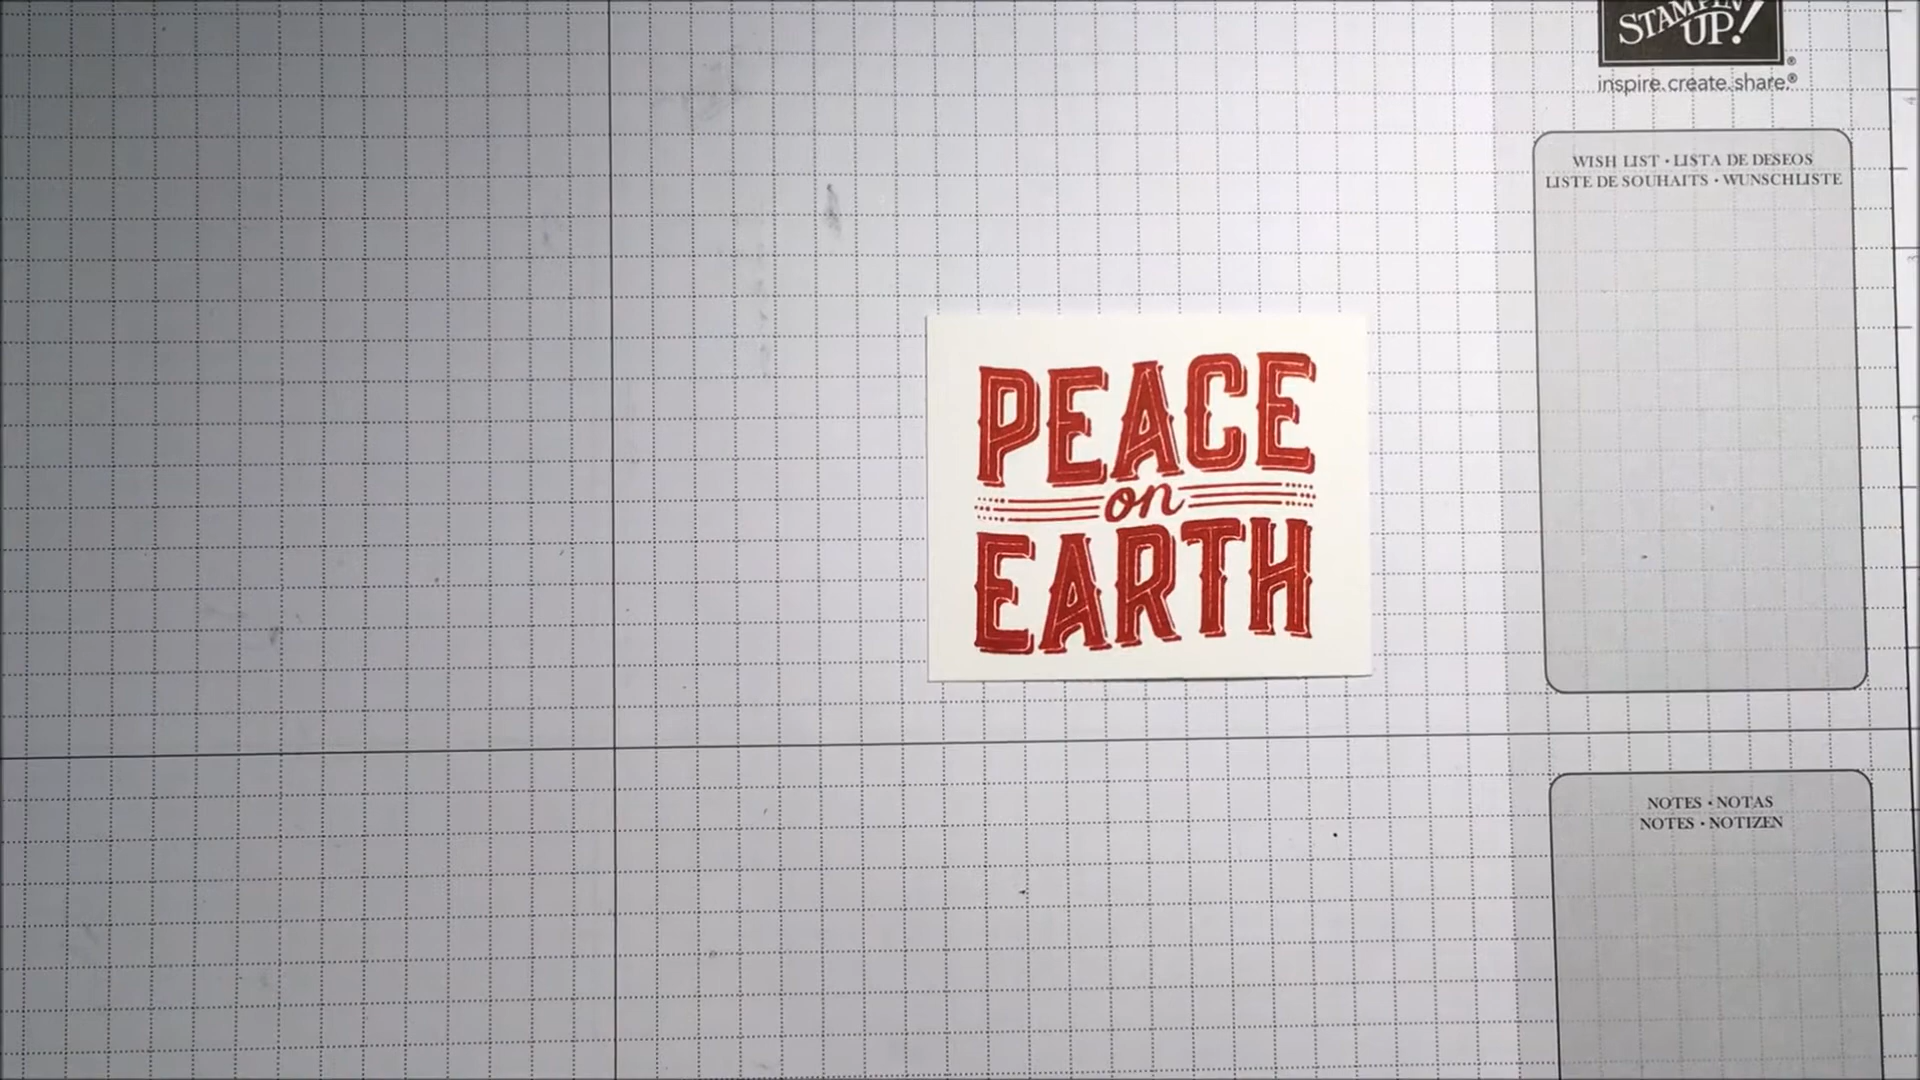 STAMPIN'
UP!®
inspire.create.share.®
WISH LIST • LISTA DE DESEOS
LISTE DE SOUHAITS • WUNSCHLISTE
PEACE
on
EARTH
NOTES • NOTAS
NOTES • NOTIZEN